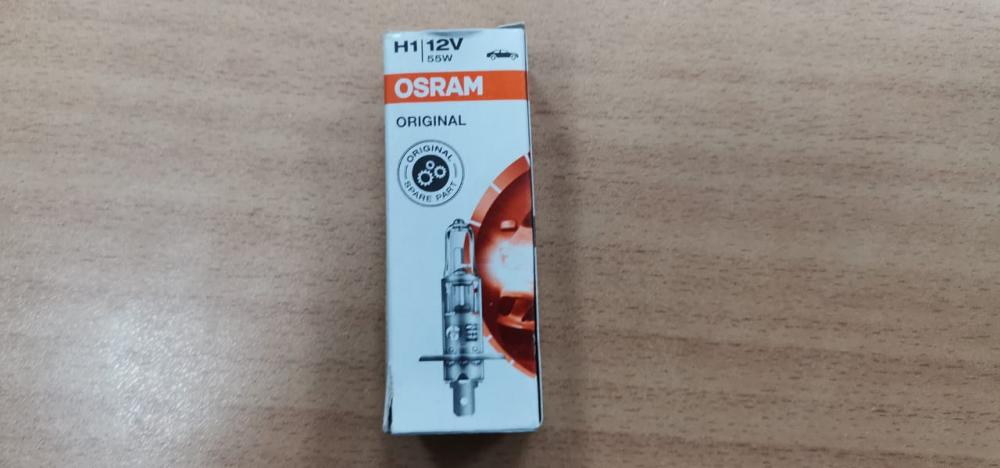 H1 12V
55W
OSRAM
ORIGINAL
ORIGINAL
SPARE PART